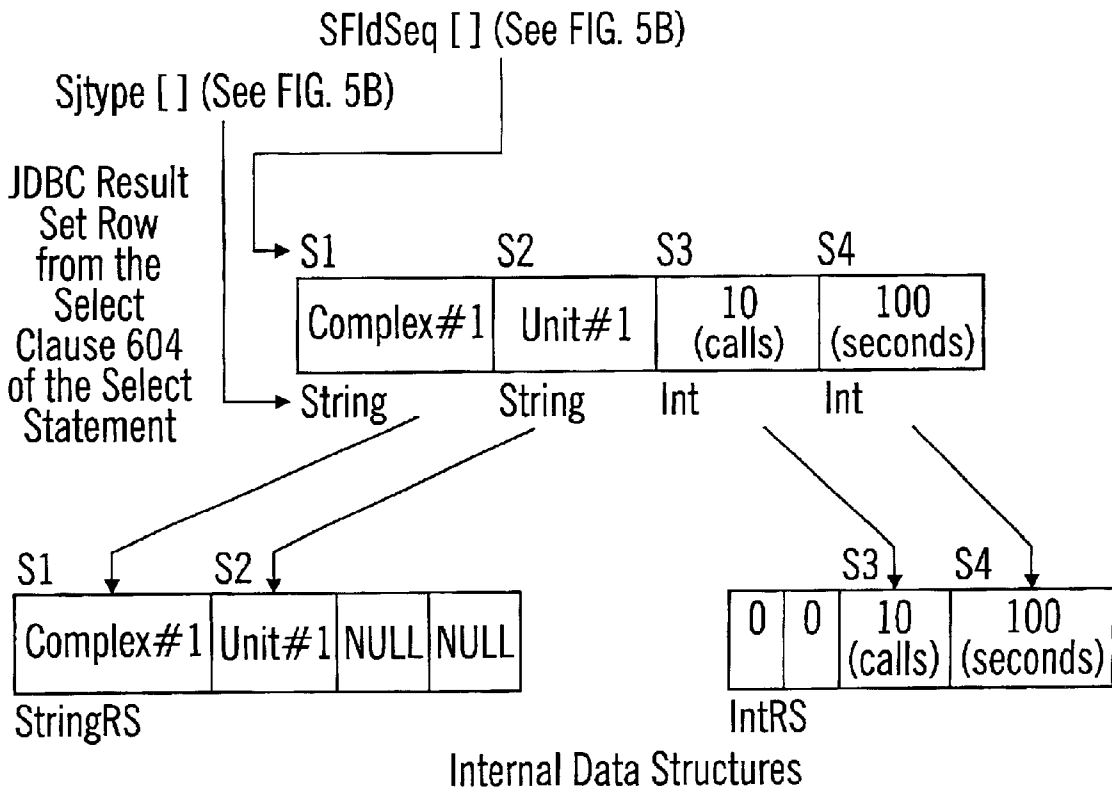 SFldSeq [ ] (See FIG. 5B)
Sjtype [ ] (See FIG. 5B)
JDBC Result
Set Row
from the
Select
Clause 604
of the Select
Statement
S1 S2 S3 S4
Complex#1 Unit#1 10 (calls) 100 (seconds)
String String Int Int
S1 S2
Complex#1 Unit#1 NULL NULL
StringRS
S3 S4
0 0 10 (calls) 100 (seconds)
IntRS
Internal Data Structures